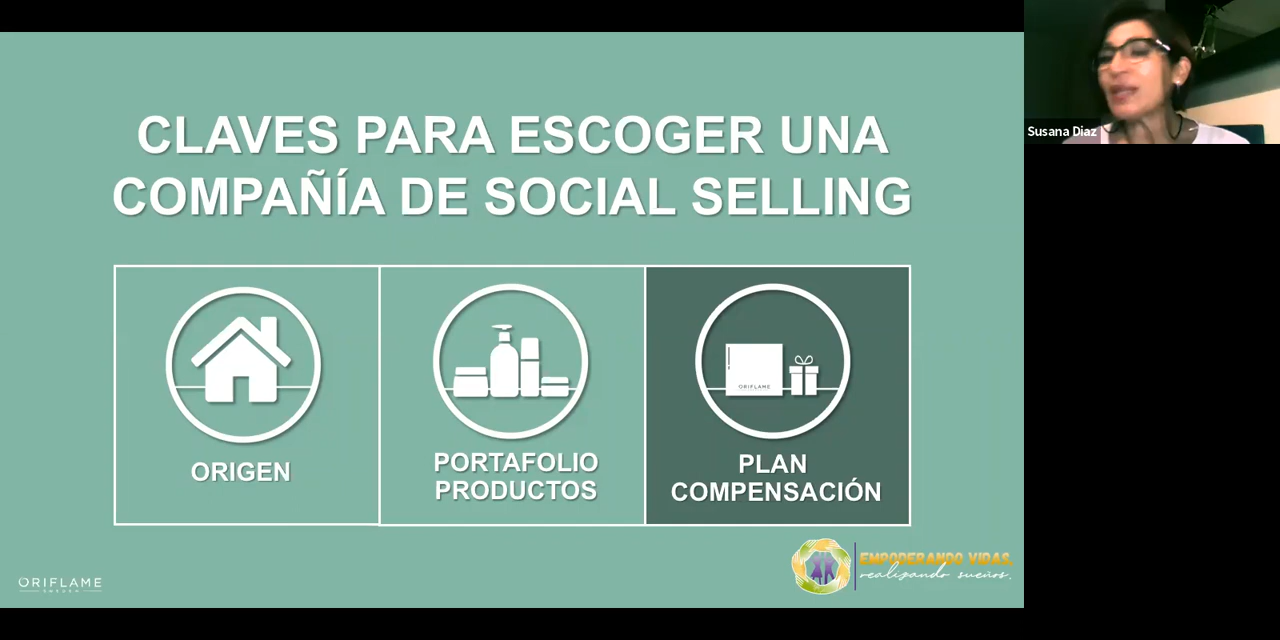 CLAVES PARA ESCOGER UNA
COMPAÑÍA DE SOCIAL SELLING
ORIGEN
PORTAFOLIO
PRODUCTOS
ORIFLAME
PLAN
COMPENSACIÓN
ORIFLAME
SWEDEN
EMPODERANDO VIDAS,
realizando sueños.
Susana Diaz